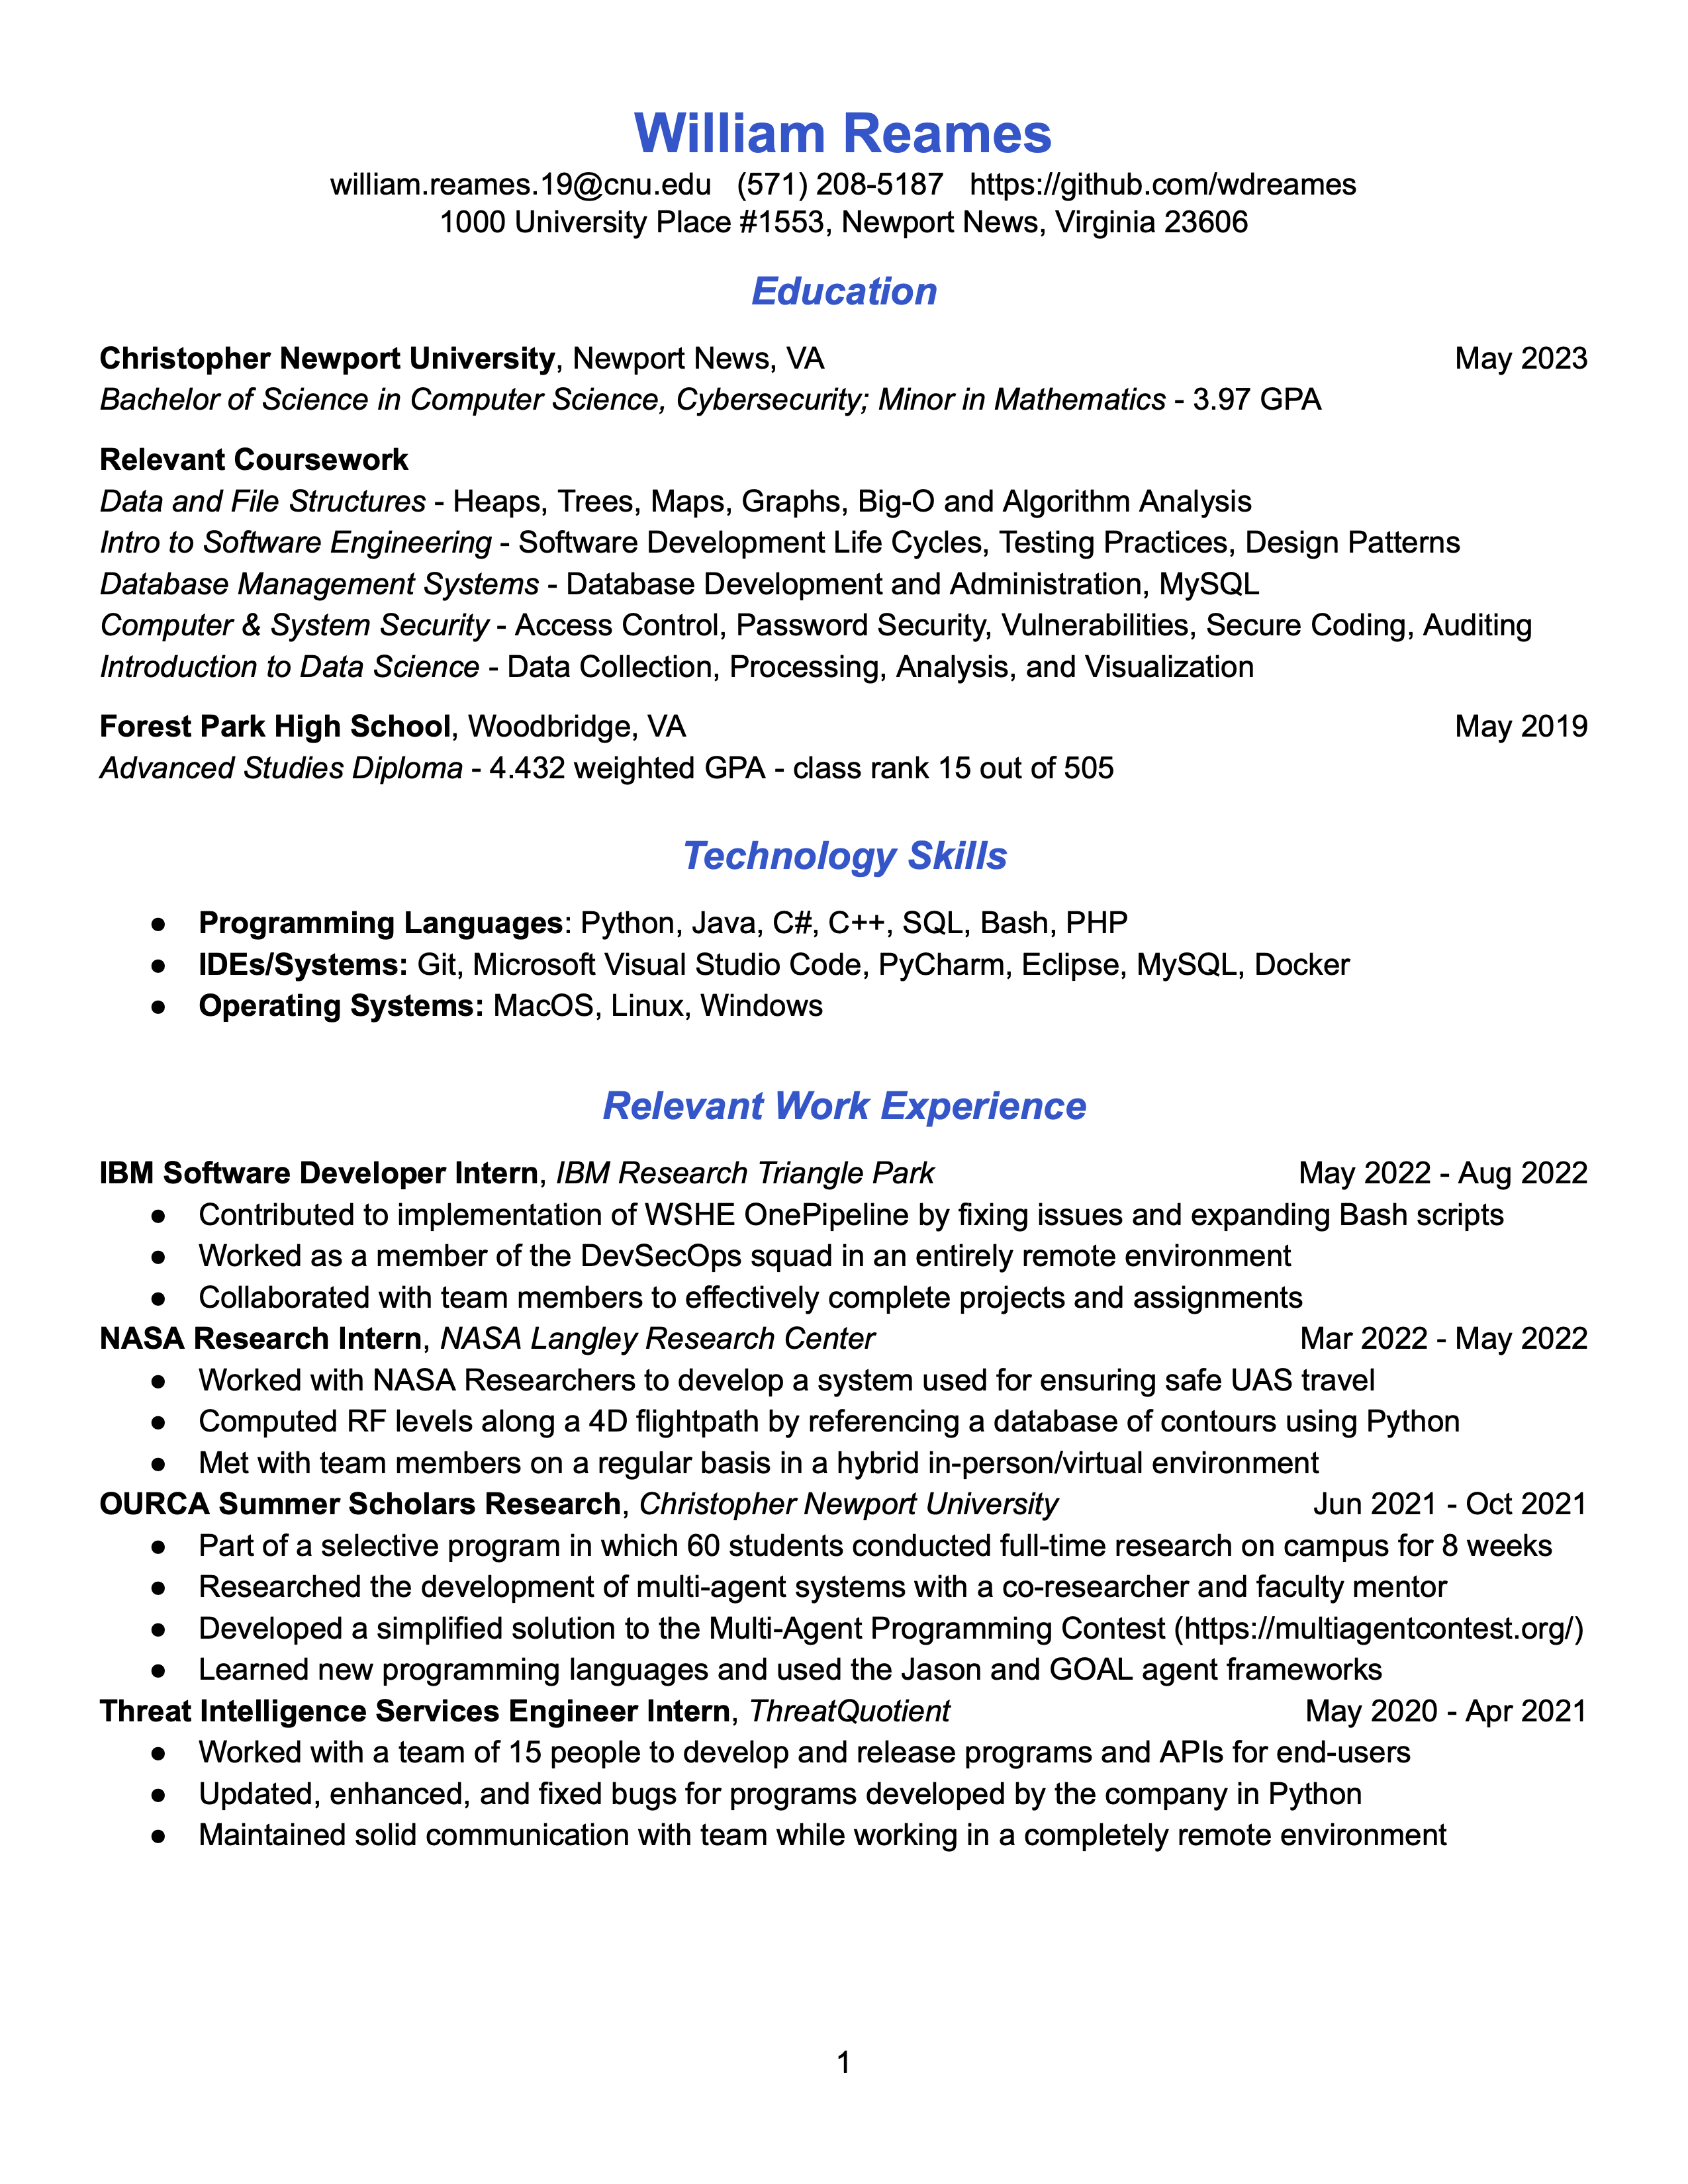 William Reames
william.reames.19@cnu.edu (571) 208-5187 https://github.com/wdreames
1000 University Place #1553, Newport News, Virginia 23606
Education
Christopher Newport University, Newport News, VA May 2023
Bachelor of Science in Computer Science, Cybersecurity; Minor in Mathematics - 3.97 GPA
Relevant Coursework
Data and File Structures - Heaps, Trees, Maps, Graphs, Big-O and Algorithm Analysis
Intro to Software Engineering - Software Development Life Cycles, Testing Practices, Design Patterns
Database Management Systems - Database Development and Administration, MySQL
Computer & System Security - Access Control, Password Security, Vulnerabilities, Secure Coding, Auditing
Introduction to Data Science - Data Collection, Processing, Analysis, and Visualization
Forest Park High School, Woodbridge, VA May 2019
Advanced Studies Diploma - 4.432 weighted GPA - class rank 15 out of 505
Technology Skills
● Programming Languages: Python, Java, C#, C++, SQL, Bash, PHP
● IDEs/Systems: Git, Microsoft Visual Studio Code, PyCharm, Eclipse, MySQL, Docker
● Operating Systems: MacOS, Linux, Windows
Relevant Work Experience
IBM Software Developer Intern, IBM Research Triangle Park May 2022 - Aug 2022
● Contributed to implementation of WSHE OnePipeline by fixing issues and expanding Bash scripts
● Worked as a member of the DevSecOps squad in an entirely remote environment
● Collaborated with team members to effectively complete projects and assignments
NASA Research Intern, NASA Langley Research Center Mar 2022 - May 2022
● Worked with NASA Researchers to develop a system used for ensuring safe UAS travel
● Computed RF levels along a 4D flightpath by referencing a database of contours using Python
● Met with team members on a regular basis in a hybrid in-person/virtual environment
OURCA Summer Scholars Research, Christopher Newport University Jun 2021 - Oct 2021
● Part of a selective program in which 60 students conducted full-time research on campus for 8 weeks
● Researched the development of multi-agent systems with a co-researcher and faculty mentor
● Developed a simplified solution to the Multi-Agent Programming Contest (https://multiagentcontest.org/)
● Learned new programming languages and used the Jason and GOAL agent frameworks
Threat Intelligence Services Engineer Intern, ThreatQuotient May 2020 - Apr 2021
● Worked with a team of 15 people to develop and release programs and APIs for end-users
● Updated, enhanced, and fixed bugs for programs developed by the company in Python
● Maintained solid communication with team while working in a completely remote environment
1